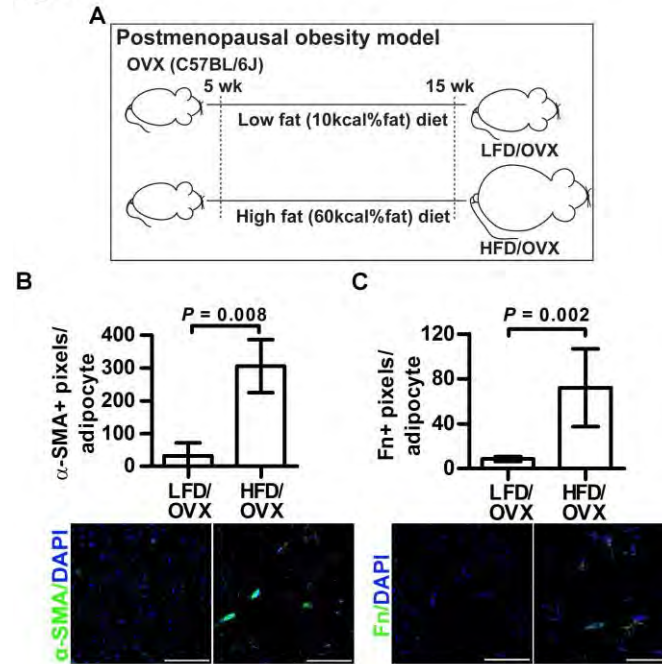 A
Postmenopausal obesity model
OVX (C57BL/6J)
5 wk
15 wk
Low fat (10kcal%fat) diet
LFD/OVX
High fat (60kcal%fat) diet
HFD/OVX
B
P = 0.008
α-SMA+ pixels/
adipocyte
400
300
200
100
0
LFD/
OVX
HFD/
OVX
α-SMA/DAPI
C
P = 0.002
Fn+ pixels/
adipocyte
120
80
40
0
LFD/
OVX
HFD/
OVX
Fn/DAPI